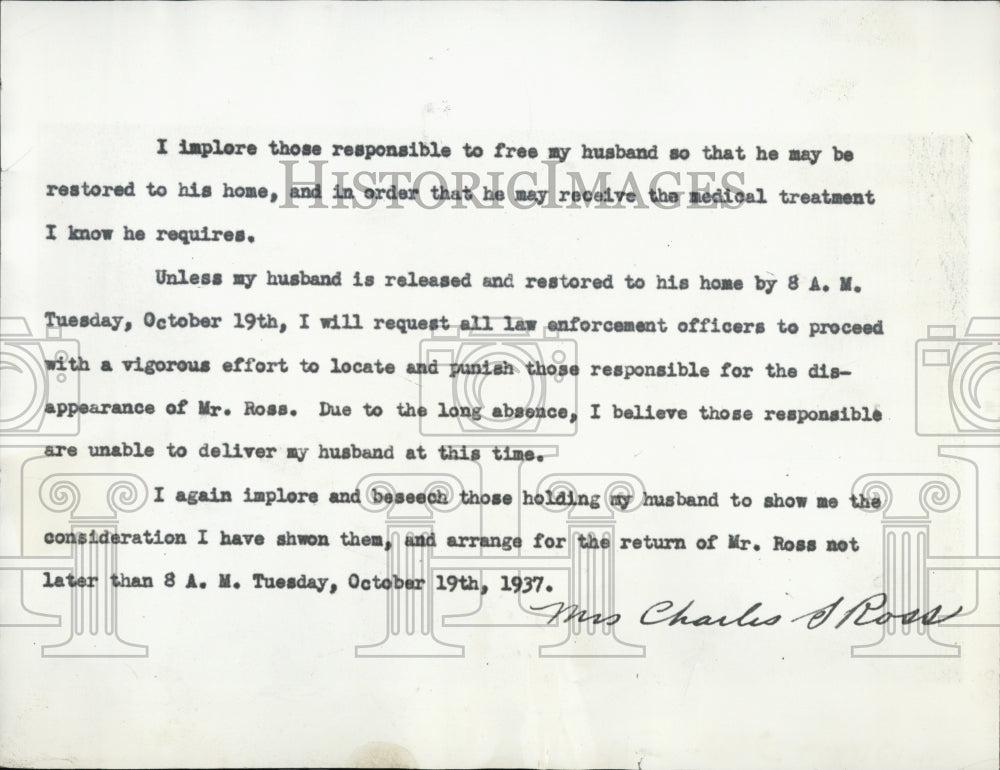 I implore those responsible to free my husband so that he may be
restored to his home, and in order that he may receive the medical treatment
I know he requires.
Unless my husband is released and restored to his home by 8 A. M.
Tuesday, October 19th, I will request all law enforcement officers to proceed
with a vigorous effort to locate and punish those responsible for the dis-
appearance of Mr. Ross. Due to the long absence, I believe those responsible
are unable to deliver my husband at this time.
I again implore and beseech those holding my husband to show me the
consideration I have shwon them, and arrange for the return of Mr. Ross not
later than 8 A. M. Tuesday, October 19th, 1937.
Mrs Charles S Ross
HISTORICIMAGES